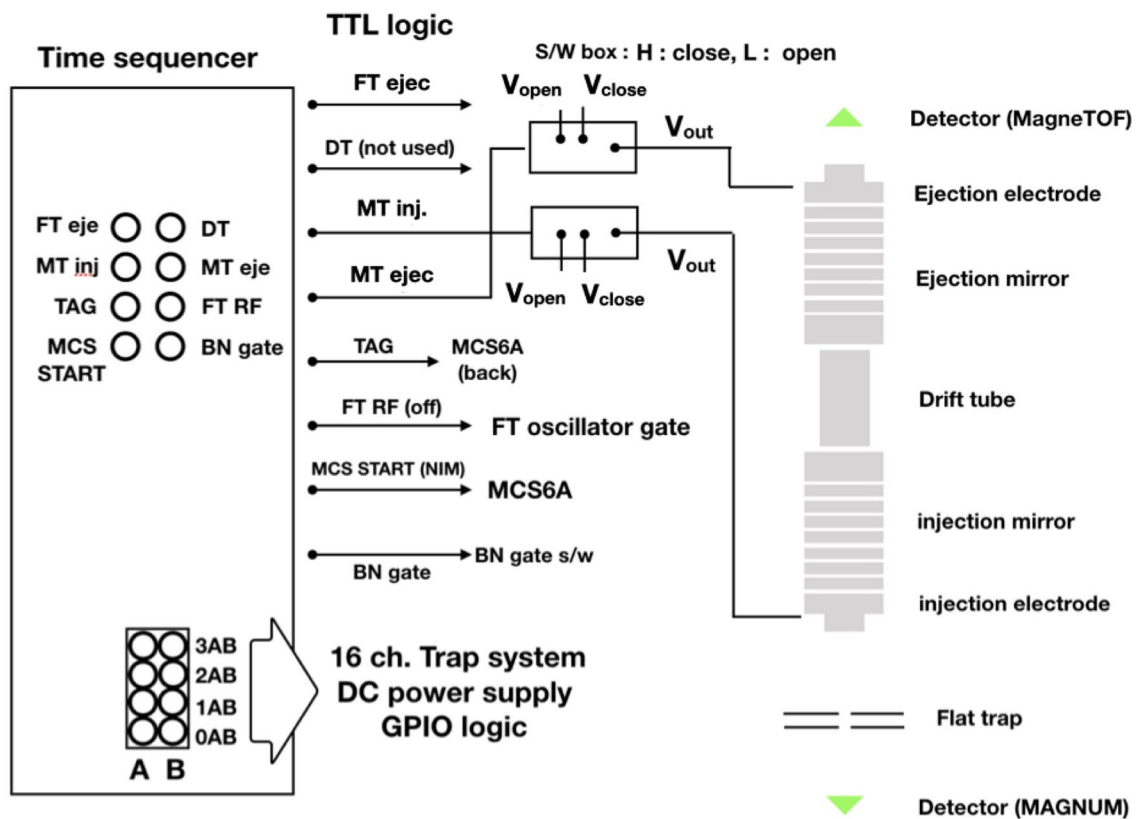 TTL logic
Time sequencer
S/W box : H : close, L : open
FT ejec
Vopen Vclose
Vout
DT (not used)
MT inj.
MT ejec
Vout
Vopen Vclose
FT eje
DT
MT inj
MT eje
TAG
FT RF
MCS
START
BN gate
TAG
MCS6A
(back)
FT RF (off)
FT oscillator gate
MCS START (NIM)
MCS6A
BN gate
BN gate s/w
3AB
2AB
1AB
0AB
A B
16 ch. Trap system
DC power supply
GPIO logic
Detector (MagneTOF)
Ejection electrode
Ejection mirror
Drift tube
injection mirror
injection electrode
Flat trap
Detector (MAGNUM)